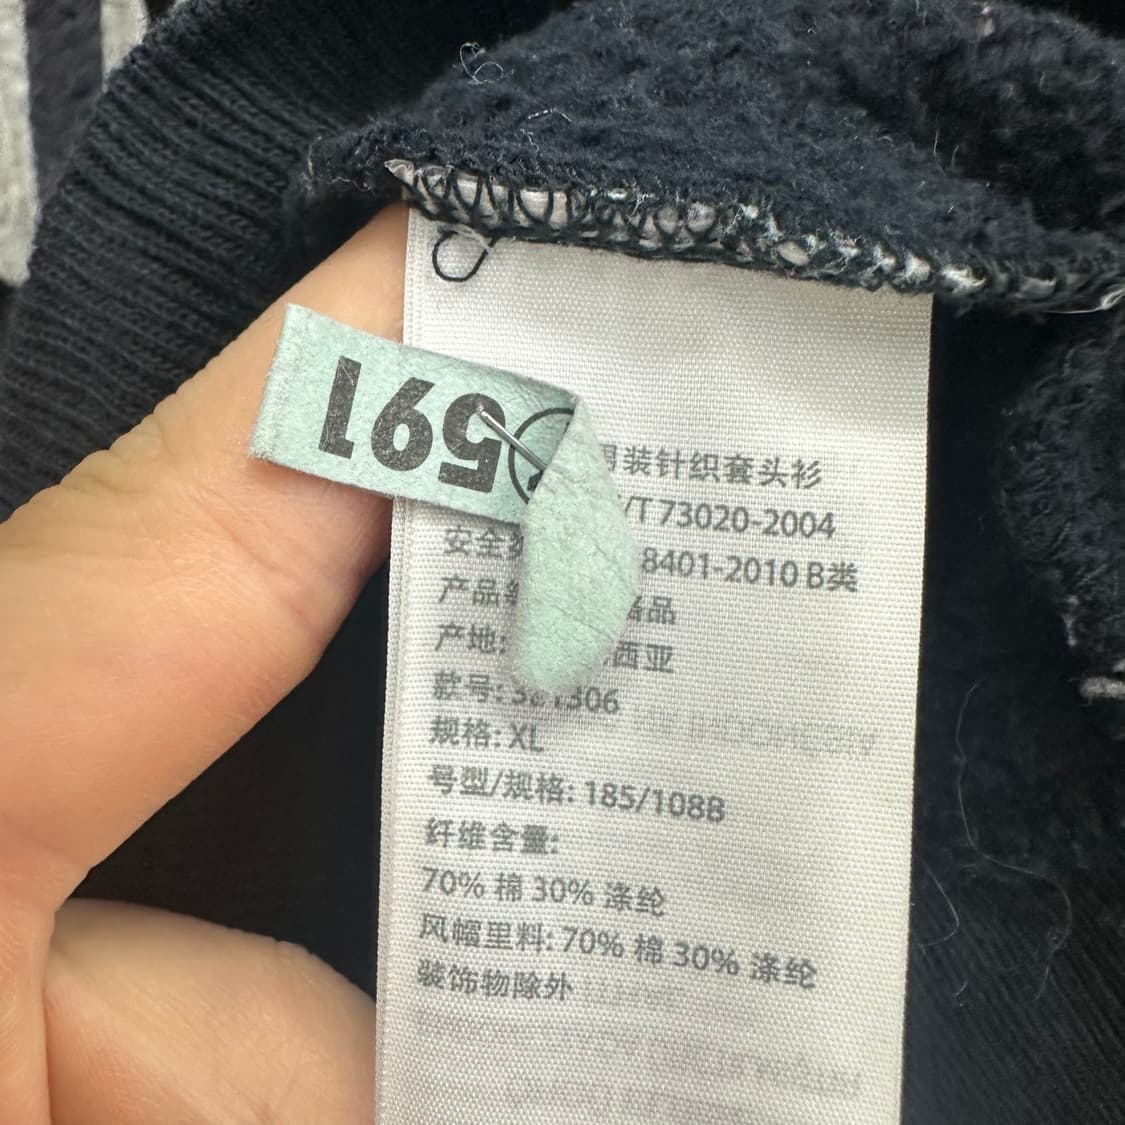 591
装针织套头衫
/T 73020-2004
安全 8401-2010 B类
产品 品
产地: 西亚
款号: 306
规格: XL
号型/规格: 185/108B
纤维含量:
70% 棉 30% 涤纶
风帽里料: 70% 棉 30% 涤纶
装饰物除外